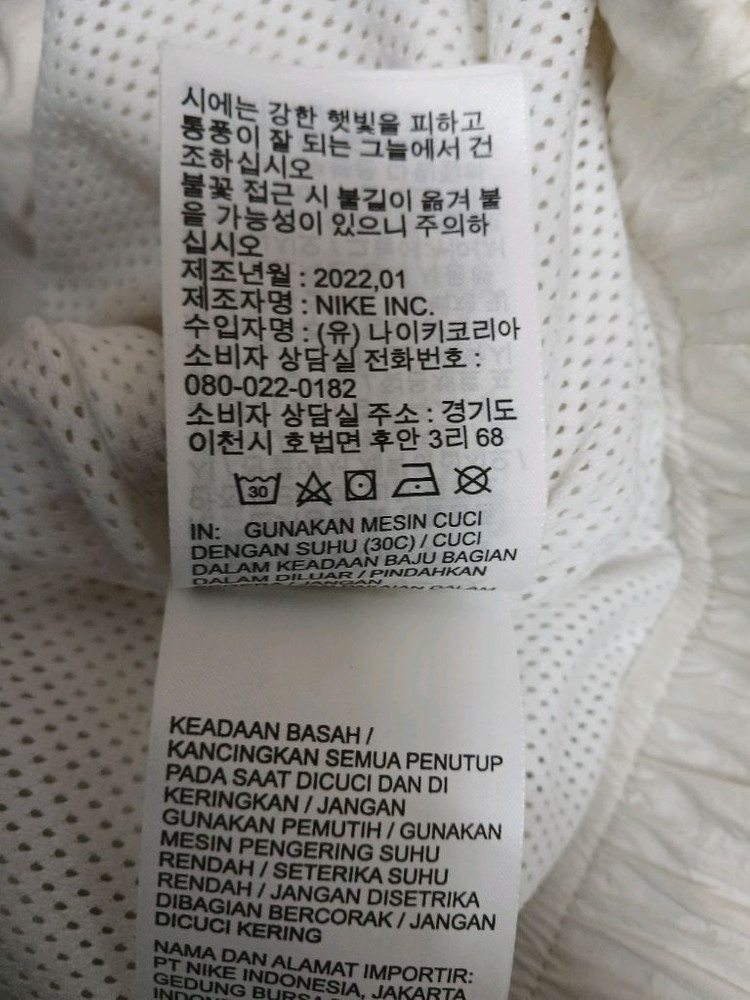 시에는 강한 햇빛을 피하고
통풍이 잘 되는 그늘에서 건
조하십시오
불꽃 접근 시 불길이 옮겨 붙
을 가능성이 있으니 주의하
십시오
제조년월 : 2022,01
제조자명 : NIKE INC.
수입자명 : (유) 나이키코리아
소비자 상담실 전화번호 :
080-022-0182
소비자 상담실 주소 : 경기도
이천시 호법면 후안 3리 68
30
IN: GUNAKAN MESIN CUCI
DENGAN SUHU (30C) / CUCI
DALAM KEADAAN BAJU BAGIAN
DALAM DILUAR / PINDAHKAN
KEADAAN BASAH /
KANCINGKAN SEMUA PENUTUP
PADA SAAT DICUCI DAN DI
KERINGKAN / JANGAN
GUNAKAN PEMUTIH / GUNAKAN
MESIN PENGERING SUHU
RENDAH / SETERIKA SUHU
RENDAH / JANGAN DISETRIKA
DIBAGIAN BERCORAK / JANGAN
DICUCI KERING
NAMA DAN ALAMAT IMPORTIR:
PT NIKE INDONESIA, JAKARTA
GEDUNG